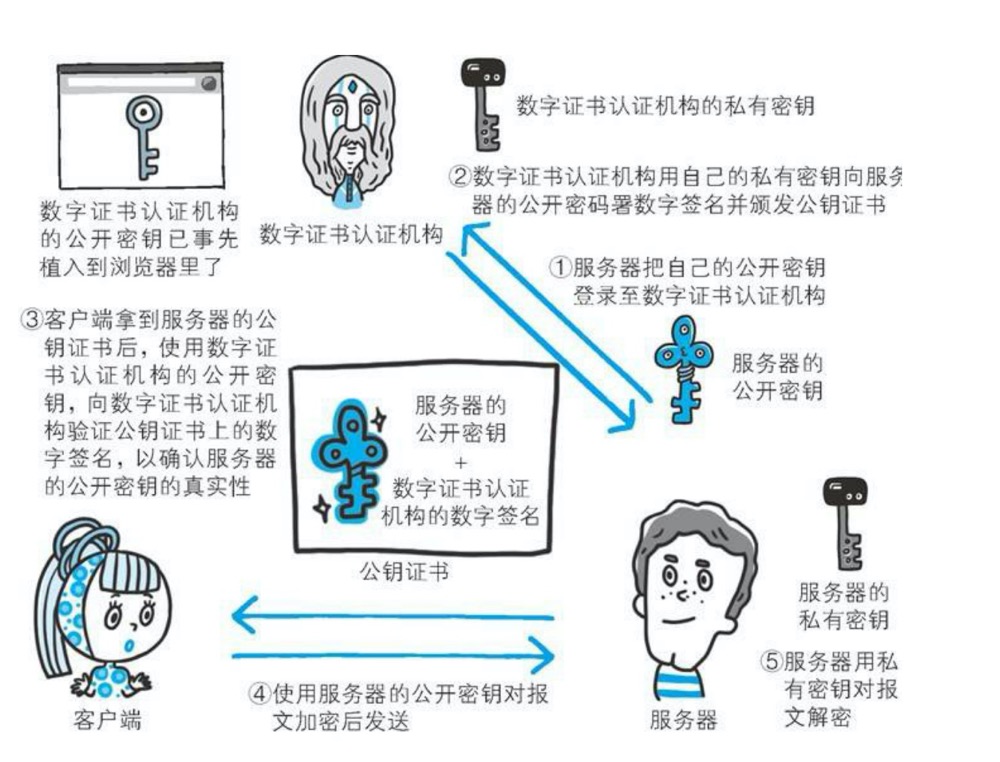 数字证书认证机构的私有密钥
②数字证书认证机构用自己的私有密钥向服务
器的公开密码署数字签名并颁发公钥证书
数字证书认证机构
的公开密钥已事先
植入到浏览器里了
数字证书认证机构
①服务器把自己的公开密钥
登录至数字证书认证机构
服务器的
公开密钥
③客户端拿到服务器的公
钥证书后，使用数字证
书认证机构的公开密
钥，向数字证书认证机
构验证公钥证书上的数
字签名，以确认服务器
的公开密钥的真实性
服务器的
公开密钥
+
数字证书认证
机构的数字签名
公钥证书
服务器的
私有密钥
⑤服务器用私
有密钥对报
文解密
④使用服务器的公开密钥对报
文加密后发送
客户端
服务器